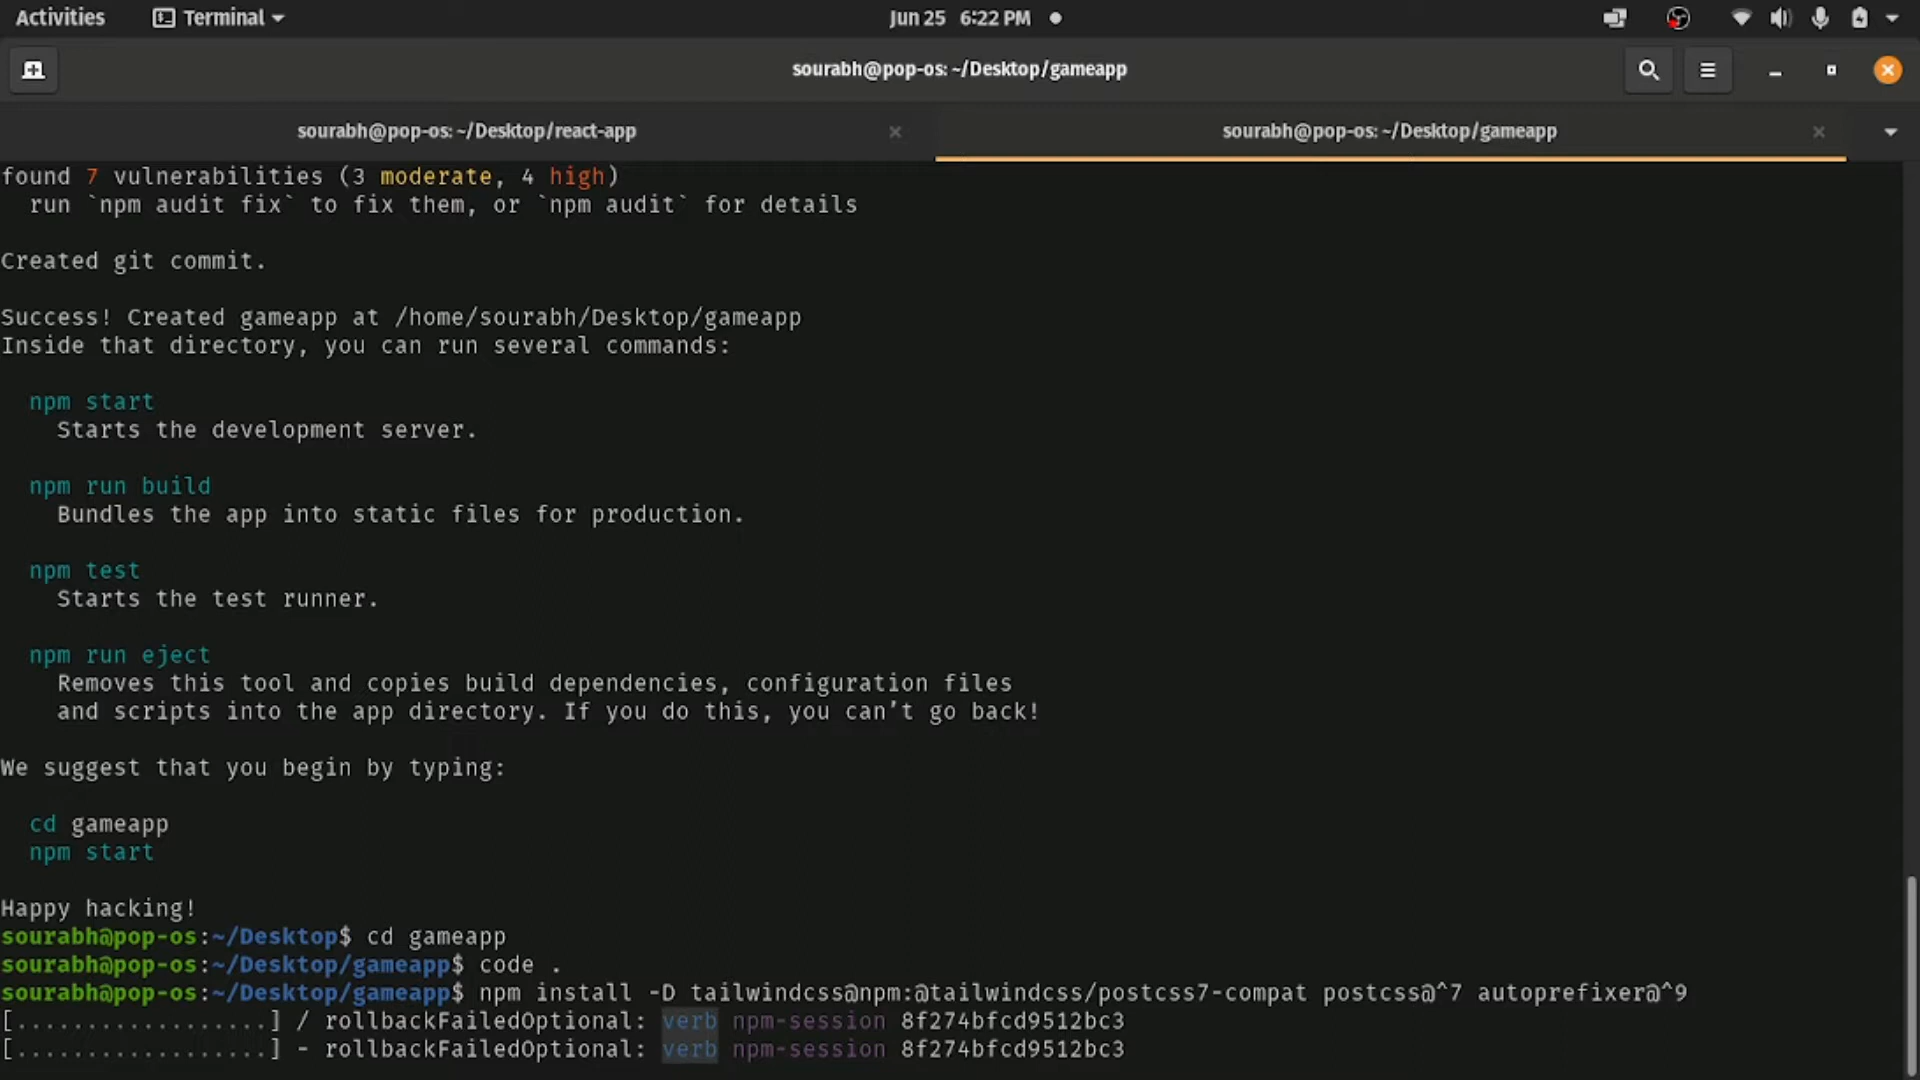 Activities Terminal Jun 25 6:22 PM
sourabh@pop-os: ~/Desktop/gameapp
sourabh@pop-os: ~/Desktop/react-app × sourabh@pop-os: ~/Desktop/gameapp ×
found 7 vulnerabilities (3 moderate, 4 high)
  run `npm audit fix` to fix them, or `npm audit` for details
Created git commit.
Success! Created gameapp at /home/sourabh/Desktop/gameapp
Inside that directory, you can run several commands:
  npm start
    Starts the development server.
  npm run build
    Bundles the app into static files for production.
  npm test
    Starts the test runner.
  npm run eject
    Removes this tool and copies build dependencies, configuration files
    and scripts into the app directory. If you do this, you can’t go back!
We suggest that you begin by typing:
  cd gameapp
  npm start
Happy hacking!
sourabh@pop-os:~/Desktop$ cd gameapp
sourabh@pop-os:~/Desktop/gameapp$ code .
sourabh@pop-os:~/Desktop/gameapp$ npm install -D tailwindcss@npm:@tailwindcss/postcss7-compat postcss@^7 autoprefixer@^9
[..................] / rollbackFailedOptional: verb npm-session 8f274bfcd9512bc3
[..................] - rollbackFailedOptional: verb npm-session 8f274bfcd9512bc3